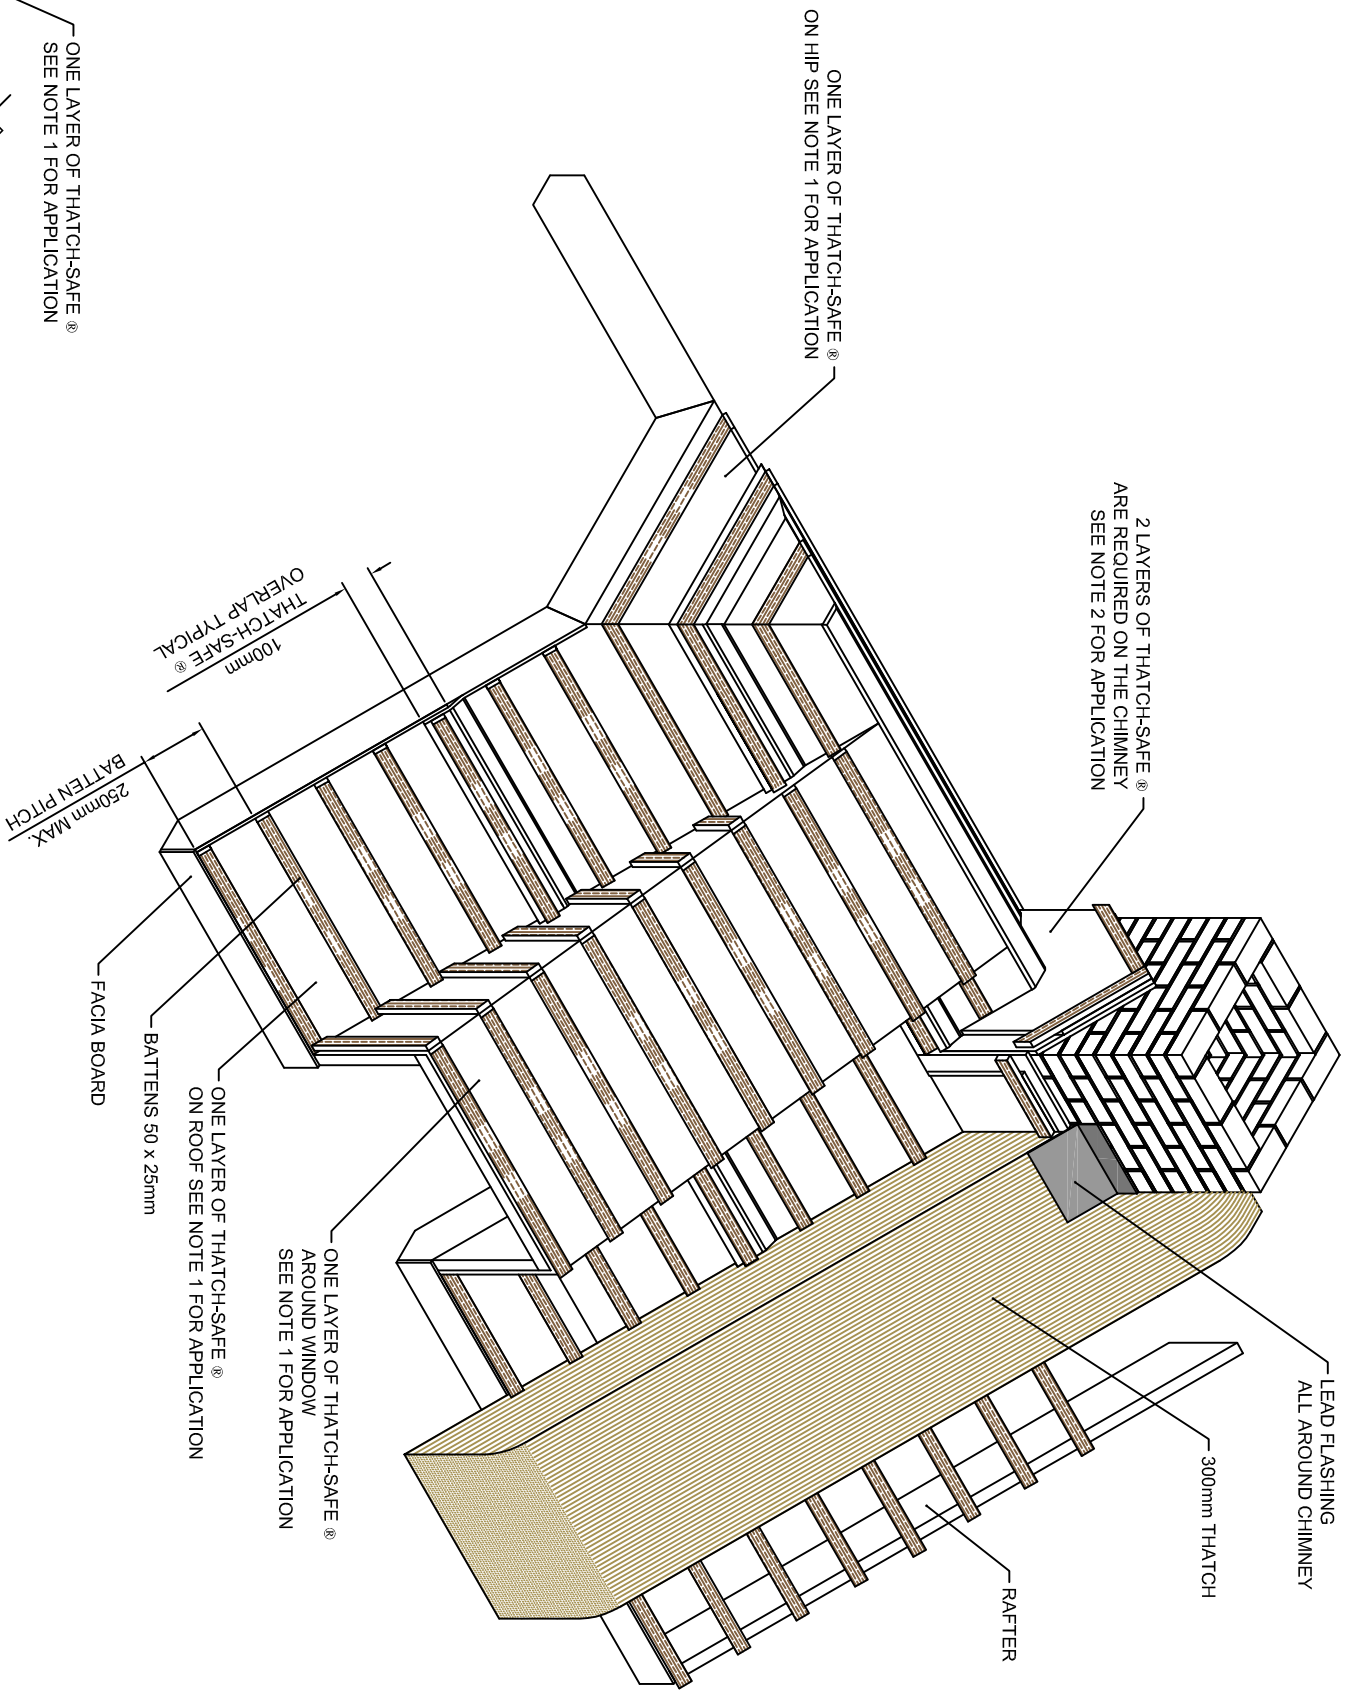 LEAD FLASHING
ALL AROUND CHIMNEY
300mm THATCH
RAFTER
2 LAYERS OF THATCH-SAFE ®
ARE REQUIRED ON THE CHIMNEY
SEE NOTE 2 FOR APPLICATION
ONE LAYER OF THATCH-SAFE ®
ON HIP SEE NOTE 1 FOR APPLICATION
ONE LAYER OF THATCH-SAFE ®
AROUND WINDOW
SEE NOTE 1 FOR APPLICATION
ONE LAYER OF THATCH-SAFE ®
ON ROOF SEE NOTE 1 FOR APPLICATION
BATTENS 50 x 25mm
FACIA BOARD
100mm
THATCH-SAFE ®
OVERLAP TYPICAL
250mm MAX.
BATTEN PITCH
ONE LAYER OF THATCH-SAFE ®
SEE NOTE 1 FOR APPLICATION